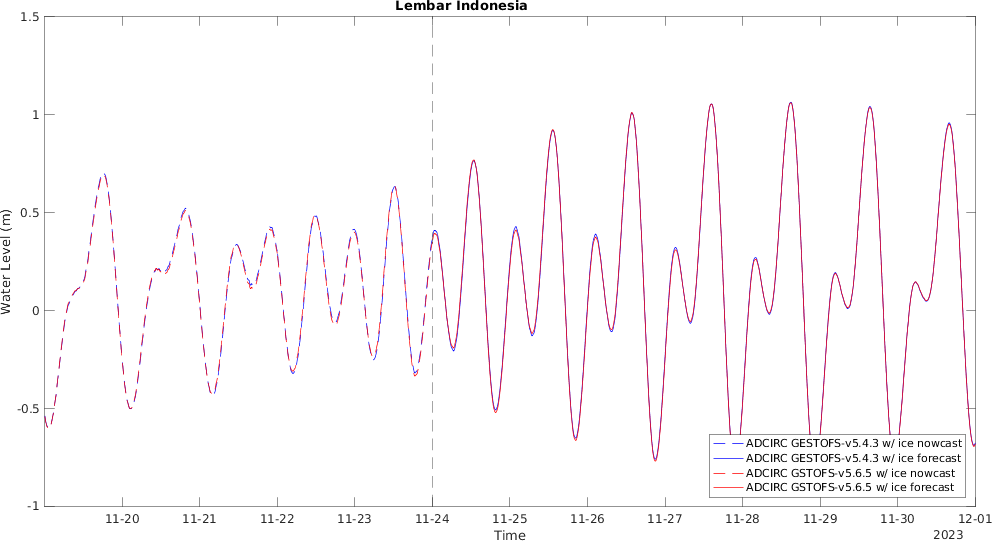 Lembar Indonesia
1.5
1
0.5
0
-0.5
-1
Water Level (m)
ADCIRC GESTOFS-v5.4.3 w/ ice nowcast
ADCIRC GESTOFS-v5.4.3 w/ ice forecast
ADCIRC GSTOFS-v5.6.5 w/ ice nowcast
ADCIRC GSTOFS-v5.6.5 w/ ice forecast
11-20 11-21 11-22 11-23 11-24 11-25 11-26 11-27 11-28 11-29 11-30 12-01
Time
2023